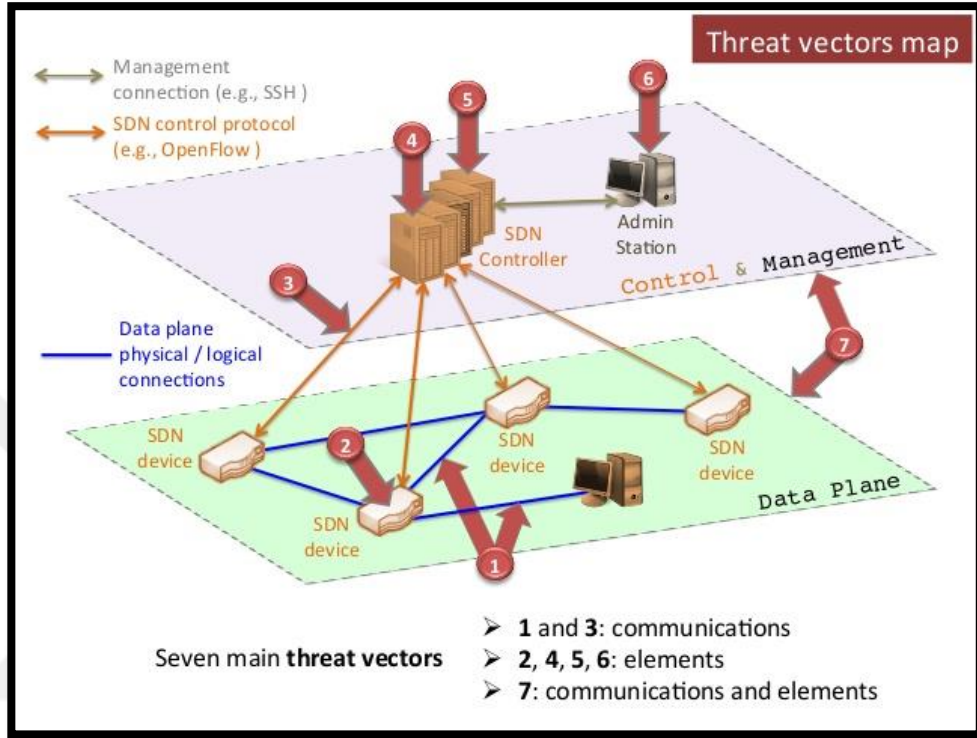 Threat vectors map
Management
connection (e.g., SSH )
SDN control protocol
(e.g., OpenFlow )
6
5
4
SDN
Controller
Admin
Station
Control & Management
3
Data plane
physical / logical
connections
7
SDN
device
2
SDN
device
SDN
device
SDN
device
Data Plane
1
Seven main threat vectors
➢ 1 and 3: communications
➢ 2, 4, 5, 6: elements
➢ 7: communications and elements